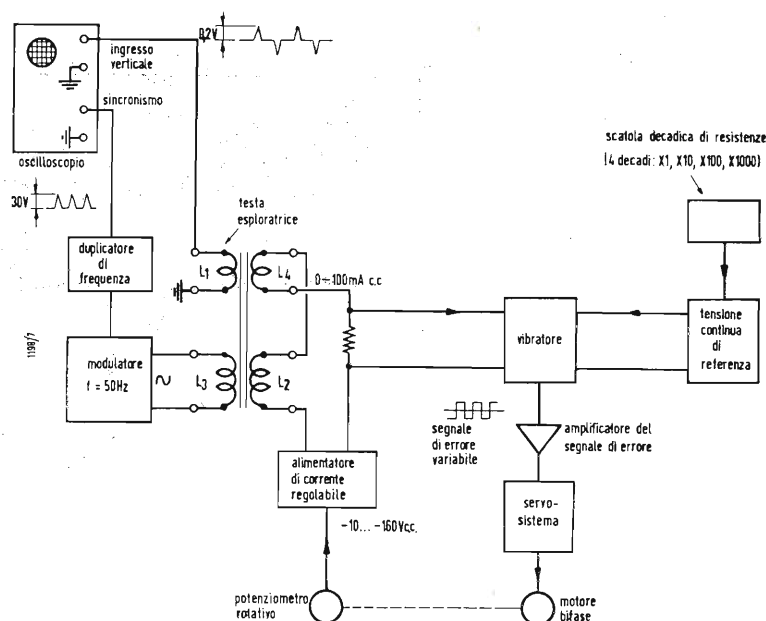 0,2V
ingresso
verticale
sincronismo
oscilloscopio
30V
scatola decadica di resistenze
(4 decadi: X1, X10, X100, X1000)
testa
esploratrice
duplicatore
di
frequenza
L1
L4
0÷100mA c.c
vibratore
tensione
continua
di
referenza
1198/7
modulatore
f = 50Hz
L3
L2
segnale
di errore
variabile
amplificatore del
segnale di errore
alimentatore
di corrente
regolabile
servo-
sistema
-10... -160Vc.c.
potenziometro
rotativo
motore
bifase